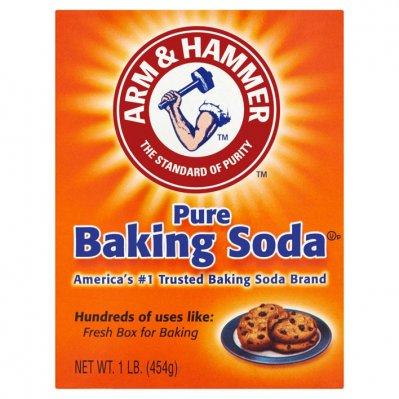 ARM & HAMMER
™
THE STANDARD OF PURITY
™
Pure
Baking Soda ⓊP
America's #1 Trusted Baking Soda Brand
Hundreds of uses like:
Fresh Box for Baking
NET WT. 1 LB. (454g)